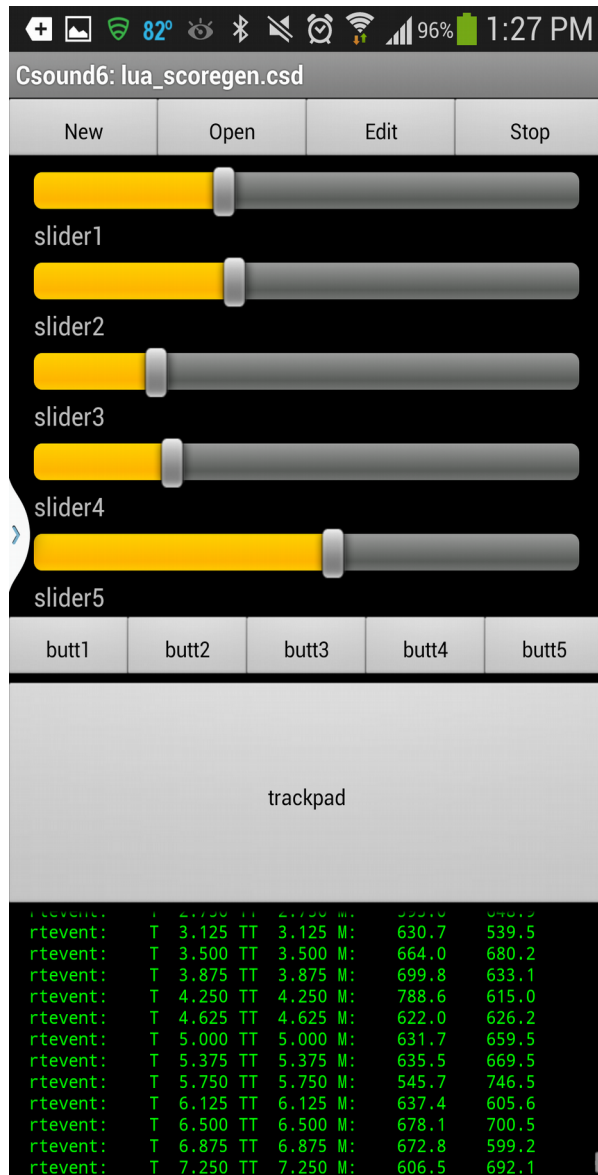 82° 96% 1:27 PM
Csound6: lua_scoregen.csd
New Open Edit Stop
slider1
slider2
slider3
slider4
slider5
butt1 butt2 butt3 butt4 butt5
trackpad
rtevent: T 2.750 TT 2.750 M:
rtevent: T 3.125 TT 3.125 M: 630.7 539.5
rtevent: T 3.500 TT 3.500 M: 664.0 680.2
rtevent: T 3.875 TT 3.875 M: 699.8 633.1
rtevent: T 4.250 TT 4.250 M: 788.6 615.0
rtevent: T 4.625 TT 4.625 M: 622.0 626.2
rtevent: T 5.000 TT 5.000 M: 631.7 659.5
rtevent: T 5.375 TT 5.375 M: 635.5 669.5
rtevent: T 5.750 TT 5.750 M: 545.7 746.5
rtevent: T 6.125 TT 6.125 M: 637.4 605.6
rtevent: T 6.500 TT 6.500 M: 678.1 700.5
rtevent: T 6.875 TT 6.875 M: 672.8 599.2
rtevent: T 7.250 TT 7.250 M: 606.5 692.1